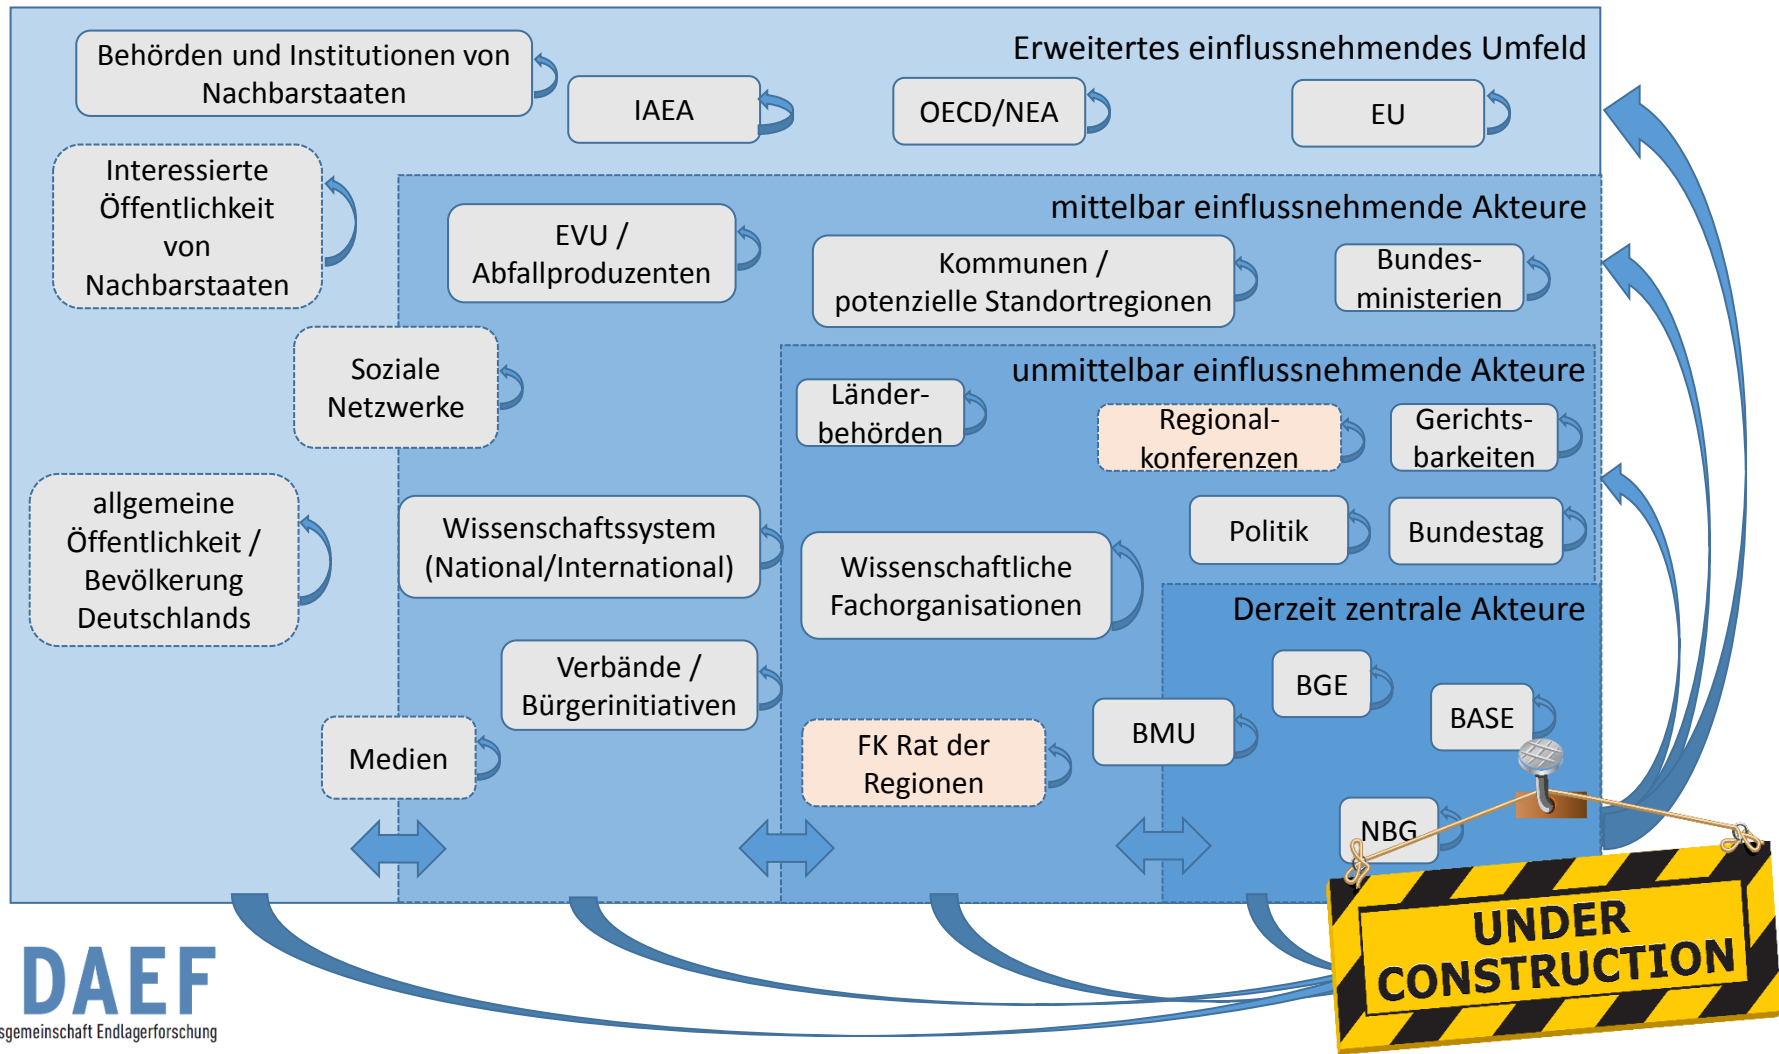 Erweitertes einflussnehmendes Umfeld
Behörden und Institutionen von
Nachbarstaaten
IAEA
OECD/NEA
EU
Interessierte
Öffentlichkeit
von
Nachbarstaaten
mittelbar einflussnehmende Akteure
EVU /
Abfallproduzenten
Kommunen /
potenzielle Standortregionen
Bundes-
ministerien
Soziale
Netzwerke
unmittelbar einflussnehmende Akteure
Länder-
behörden
Regional-
konferenzen
Gerichts-
barkeiten
allgemeine
Öffentlichkeit /
Bevölkerung
Deutschlands
Wissenschaftssystem
(National/International)
Wissenschaftliche
Fachorganisationen
Politik
Bundestag
Derzeit zentrale Akteure
Verbände /
Bürgerinitiativen
BGE
BASE
Medien
FK Rat der
Regionen
BMU
NBG
UNDER
CONSTRUCTION
DAEF
sgemeinschaft Endlagerforschung